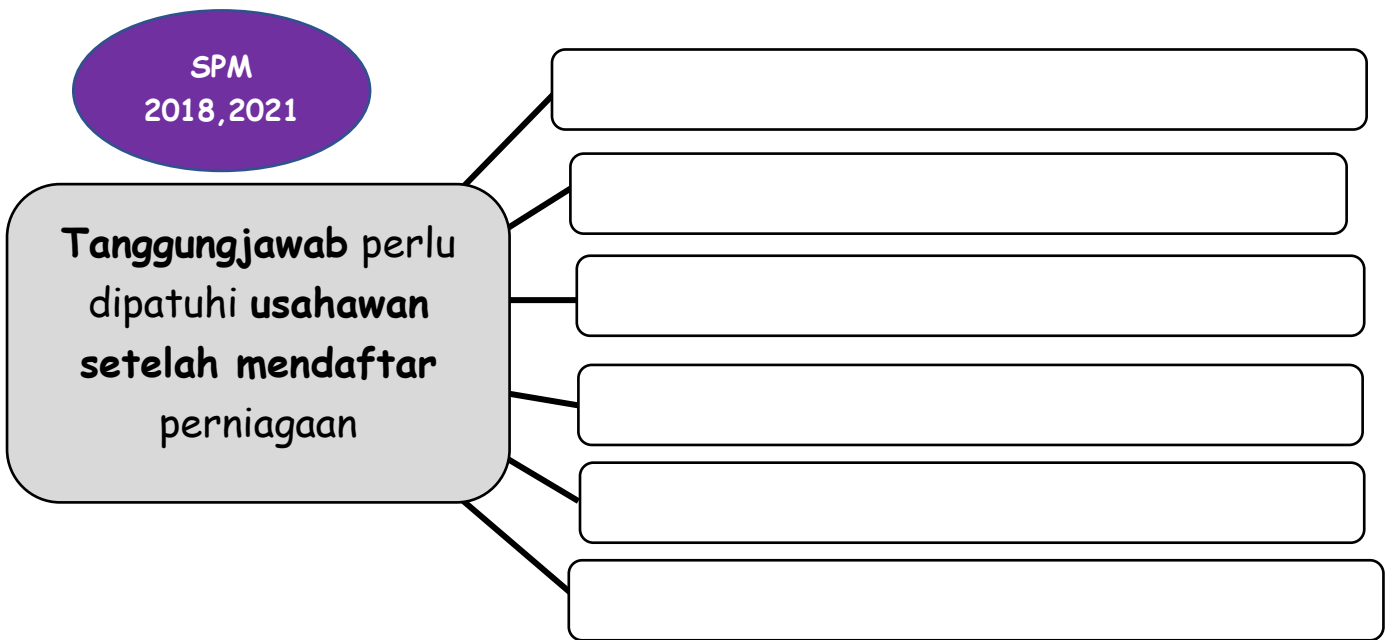 SPM
2018,2021
Tanggungjawab perlu
dipatuhi usahawan
setelah mendaftar
perniagaan